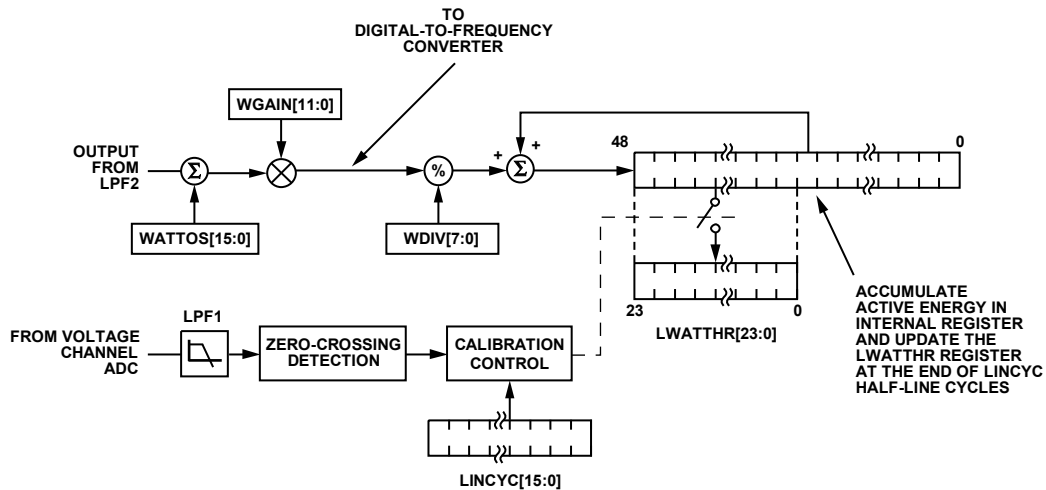 TO
DIGITAL-TO-FREQUENCY
CONVERTER
WGAIN[11:0]
OUTPUT
FROM
LPF2
Σ
%
+
+
Σ
48
0
WATTOS[15:0]
WDIV[7:0]
23
0
LWATTHR[23:0]
ACCUMULATE
ACTIVE ENERGY IN
INTERNAL REGISTER
AND UPDATE THE
LWATTHR REGISTER
AT THE END OF LINCYC
HALF-LINE CYCLES
FROM VOLTAGE
CHANNEL
ADC
LPF1
ZERO-CROSSING
DETECTION
CALIBRATION
CONTROL
LINCYC[15:0]